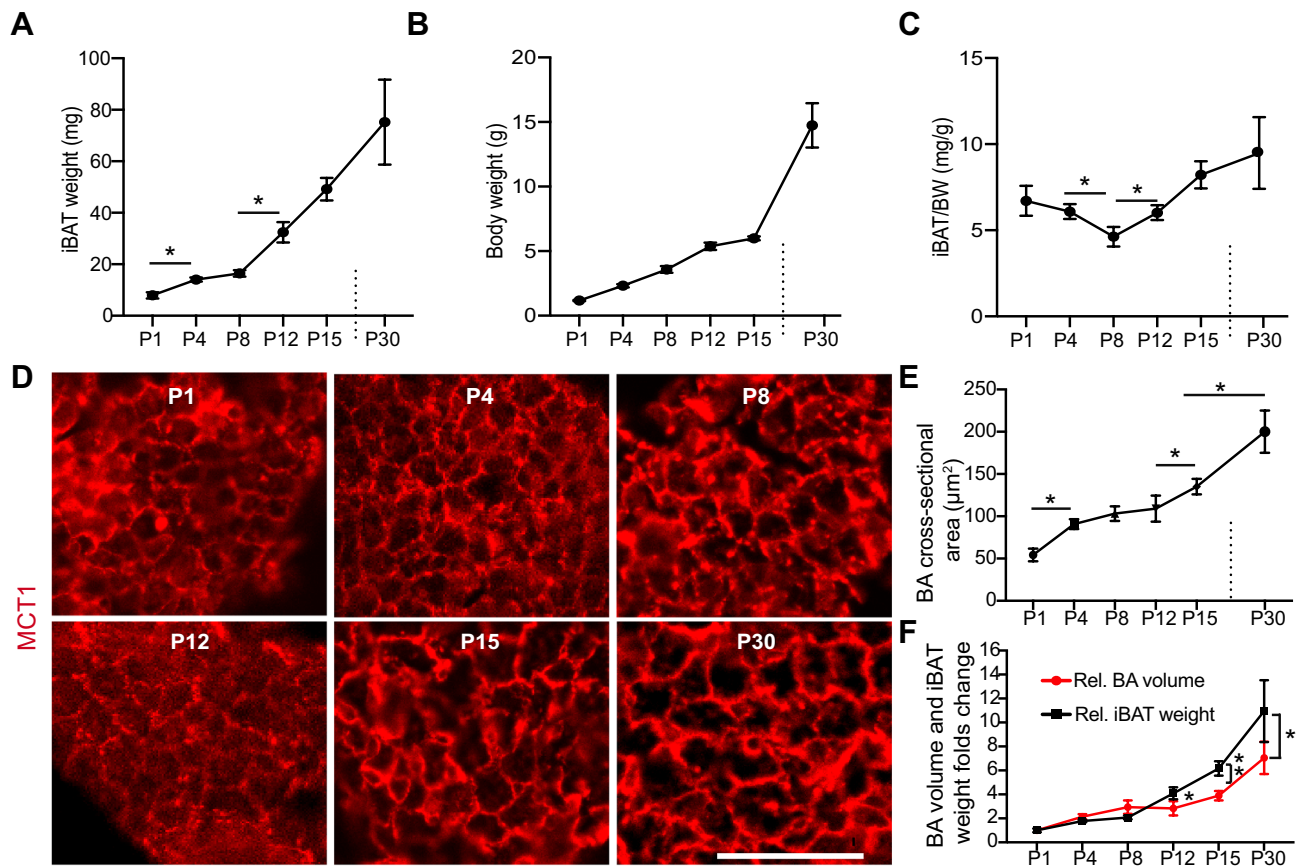 A
B
C
iBAT weight (mg)
100
80
60
40
20
0
*
*
P1 P4 P8 P12 P15 P30
Body weight (g)
20
15
10
5
0
P1 P4 P8 P12 P15 P30
iBAT/BW (mg/g)
15
10
5
0
*
*
P1 P4 P8 P12 P15 P30
D
MCT1
P1
P4
P8
P12
P15
P30
E
BA cross-sectional
area (µm²)
250
200
150
100
50
0
*
*
*
P1 P4 P8 P12 P15 P30
F
BA volume and iBAT
weight folds change
16
14
12
10
8
6
4
2
0
Rel. BA volume
Rel. iBAT weight
*
**
*
P1 P4 P8 P12 P15 P30